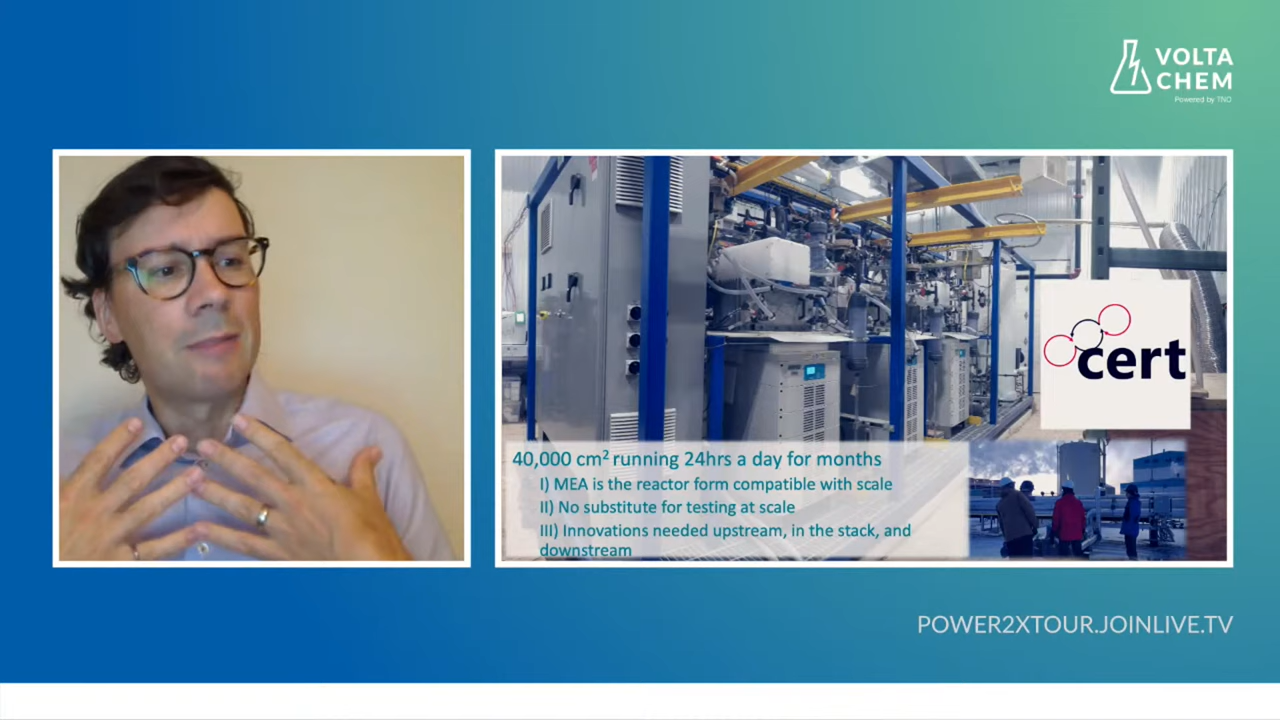 VOLTA
CHEM
Powered by TNO
cert
40,000 cm² running 24hrs a day for months
I) MEA is the reactor form compatible with scale
II) No substitute for testing at scale
III) Innovations needed upstream, in the stack, and
downstream
POWER2XTOUR.JOINLIVE.TV